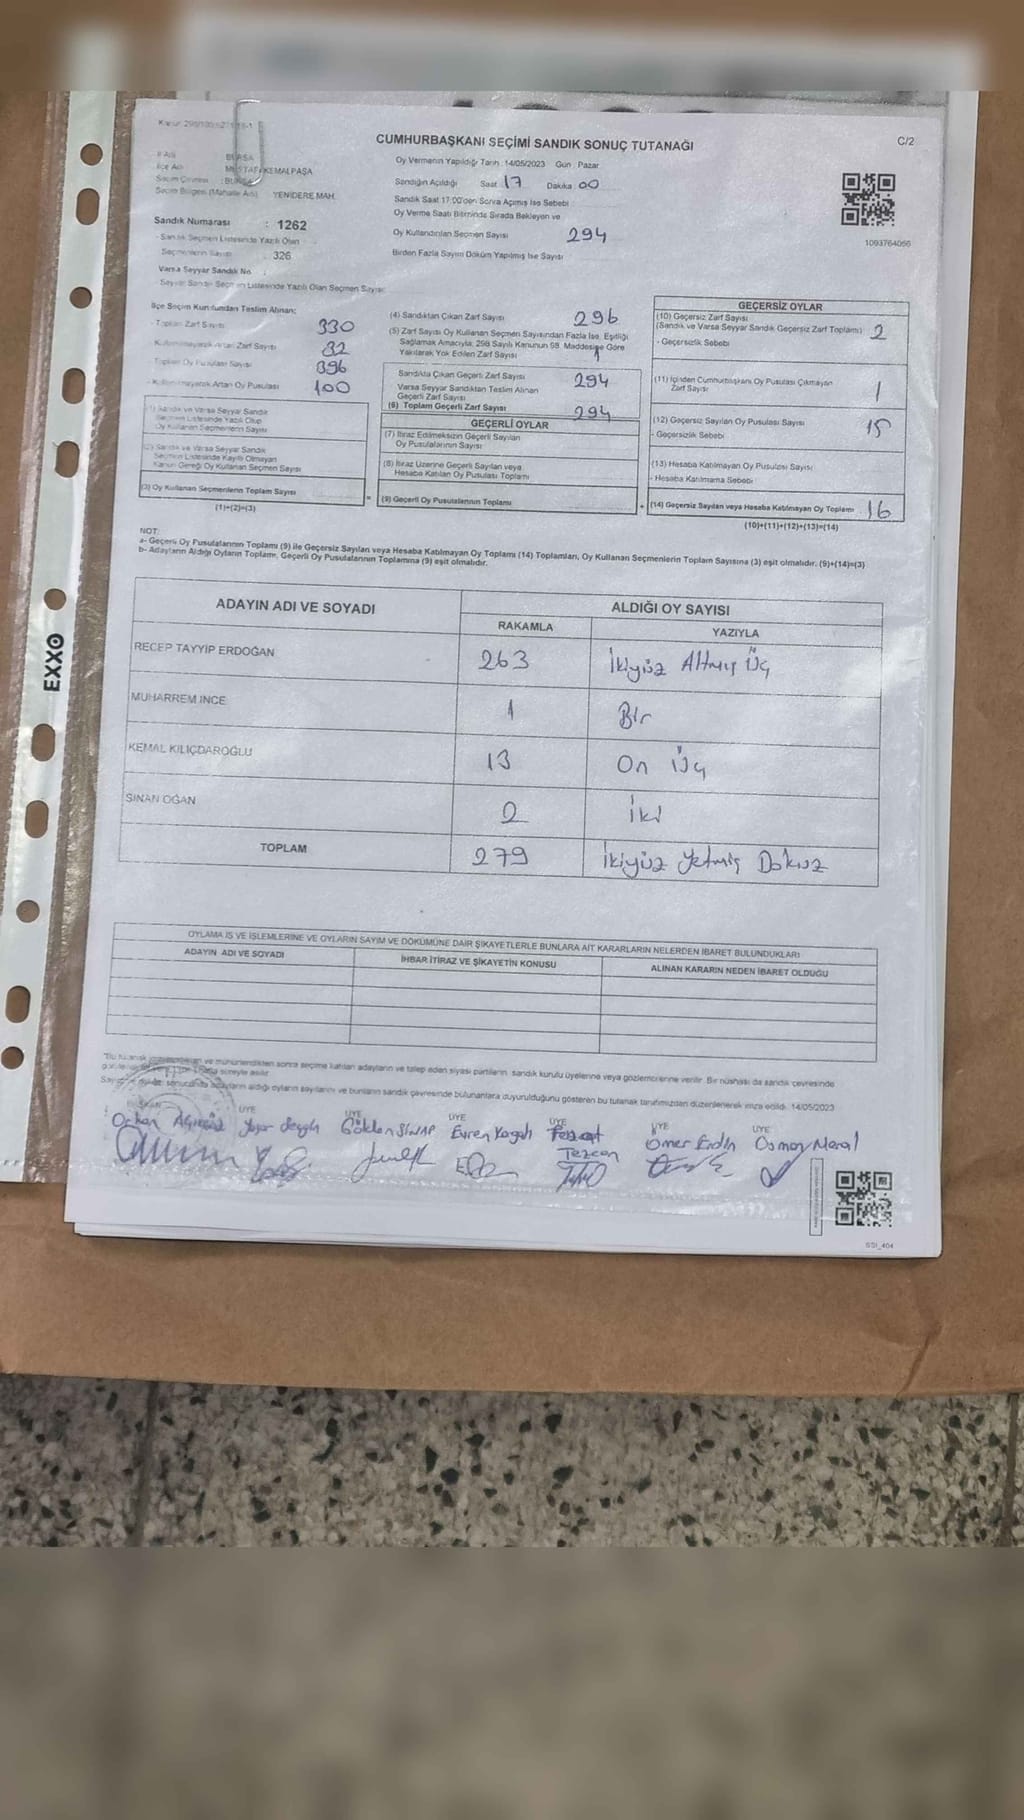 CUMHURBAŞKANI SEÇİMİ SANDIK SONUÇ TUTANAĞI
C/2
İl Adı BURSA
İlçe Adı MUSTAFAKEMALPAŞA
Seçim Çevresi : BURSA
Seçim Bölgesi (Mahalle Adı) YENİDERE MAH.
Sandık Numarası : 1262
- Sandık Seçmen Listesinde Yazılı Olan
Seçmenlerin Sayısı : 326
Varsa Seyyar Sandık No
- Seyyar Sandık Seçmen Listesinde Yazılı Olan Seçmen Sayısı:
Oy Vermenin Yapıldığı Tarih : 14/05/2023 Gün : Pazar
Sandığın Açıldığı Saat 17 Dakika 00
Sandık Saat 17:00'den Sonra Açımış İse Sebebi
Oy Verme Saati Bitiminde Sırada Bekleyen ve
Oy Kullandırılan Seçmen Sayısı 294
Birden Fazla Sayım Döküm Yapılmış İse Sayısı
1093764066
İlçe Seçim Kurulundan Teslim Alınan;
- Toplam Zarf Sayısı 330
- Kullanılmayarak Artan Zarf Sayısı 32
- Toplam Oy Pusulası Sayısı 396
- Kullanılmayarak Artan Oy Pusulası 100
(1) Sandık ve Varsa Seyyar Sandık
Seçmen Listesinde Yazılı Olup
Oy Kullanan Seçmenlerin Sayısı
(2) Sandık ve Varsa Seyyar Sandık
Seçmen Listesinde Kayıtlı Olmayan
Kanun Gereği Oy Kullanan Seçmen Sayısı
(3) Oy Kullanan Seçmenlerin Toplam Sayısı
(1)+(2)=(3)
(4) Sandıktan Çıkan Zarf Sayısı 296
(5) Zarf Sayısı Oy Kullanan Seçmen Sayısından Fazla İse, Eşitliği
Sağlamak Amacıyla; 298 Sayılı Kanunun 98. Maddesine Göre
Yakılarak Yok Edilen Zarf Sayısı
Sandıkta Çıkan Geçerli Zarf Sayısı 294
Varsa Seyyar Sandıktan Teslim Alınan
Geçerli Zarf Sayısı
(6) Toplam Geçerli Zarf Sayısı 294
GEÇERLİ OYLAR
(7) İtiraz Edilmeksizin Geçerli Sayılan
Oy Pusulalarının Sayısı
(8) İtiraz Üzerine Geçerli Sayılan veya
Hesaba Katılan Oy Pusulası Toplamı
= (9) Geçerli Oy Pusulalarının Toplamı
GEÇERSİZ OYLAR
(10) Geçersiz Zarf Sayısı
(Sandık ve Varsa Seyyar Sandık Geçersiz Zarf Toplamı) 2
- Geçersizlik Sebebi
(11) İçinden Cumhurbaşkanı Oy Pusulası Çıkmayan
Zarf Sayısı 1
(12) Geçersiz Sayılan Oy Pusulası Sayısı 15
- Geçersizlik Sebebi
(13) Hesaba Katılmayan Oy Pusulası Sayısı
- Hesaba Katılmama Sebebi
+ (14) Geçersiz Sayılan veya Hesaba Katılmayan Oy Toplamı 16
(10)+(11)+(12)+(13)=(14)
NOT:
a- Geçerli Oy Pusulalarının Toplamı (9) ile Geçersiz Sayılan veya Hesaba Katılmayan Oy Toplamı (14) Toplamları, Oy Kullanan Seçmenlerin Toplam Sayısına (3) eşit olmalıdır. (9)+(14)=(3)
b- Adayların Aldığı Oyların Toplamı, Geçerli Oy Pusulalarının Toplamına (9) eşit olmalıdır.
ADAYIN ADI VE SOYADI ALDIĞI OY SAYISI
RAKAMLA YAZIYLA
RECEP TAYYİP ERDOĞAN 263 İkiyüz Altmış Üç
MUHARREM İNCE 1 Bir
KEMAL KILIÇDAROĞLU 13 On Üç
SİNAN OĞAN 2 İki
TOPLAM 279 İkiyüz Yetmiş Dokuz
OYLAMA İŞ VE İŞLEMLERİNE VE OYLARIN SAYIM VE DÖKÜMÜNE DAİR ŞİKAYETLERLE BUNLARA AİT KARARLARIN NELERDEN İBARET BULUNDUKLARI
ADAYIN ADI VE SOYADI İHBAR İTİRAZ VE ŞİKAYETİN KONUSU ALINAN KARARIN NEDEN İBARET OLDUĞU
mühürlendikten sonra seçime katılan adayların ve talep eden siyasi partilerin sandık kurulu üyelerine veya gözlemcilerine verilir. Bir nüshası da sandık çevresinde
süreyle asılır.
sonucunda adayların aldığı oyların sayılarını ve bunların sandık çevresinde bulunanlara duyurulduğunu gösteren bu tutanak tarafımızdan düzenlenerek imza edildi. 14/05/2023
BAŞKAN ÜYE ÜYE ÜYE ÜYE ÜYE ÜYE
Orhan Yaşar Göktan Evren Tezcan Ömer Erdin Osman Meral
SSI_404
EXXO